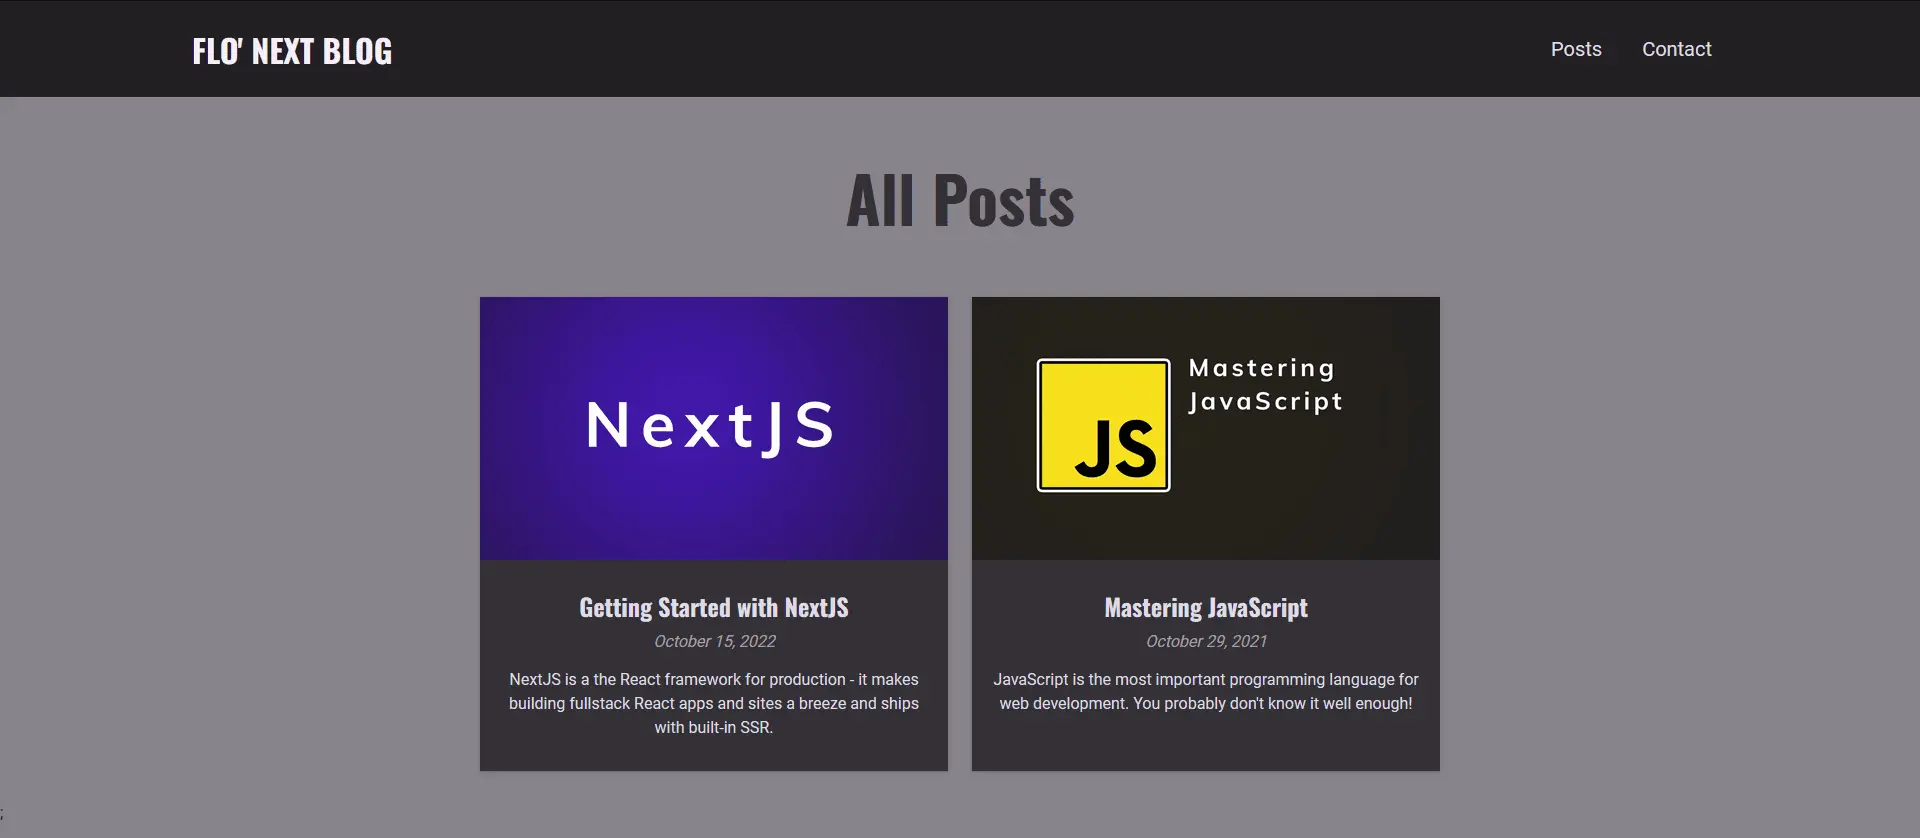 FLO' NEXT BLOG
Posts
Contact
All Posts
NextJS
Mastering
JavaScript
JS
Getting Started with NextJS
October 15, 2022
NextJS is a the React framework for production - it makes
building fullstack React apps and sites a breeze and ships
with built-in SSR.
Mastering JavaScript
October 29, 2021
JavaScript is the most important programming language for
web development. You probably don't know it well enough!
;